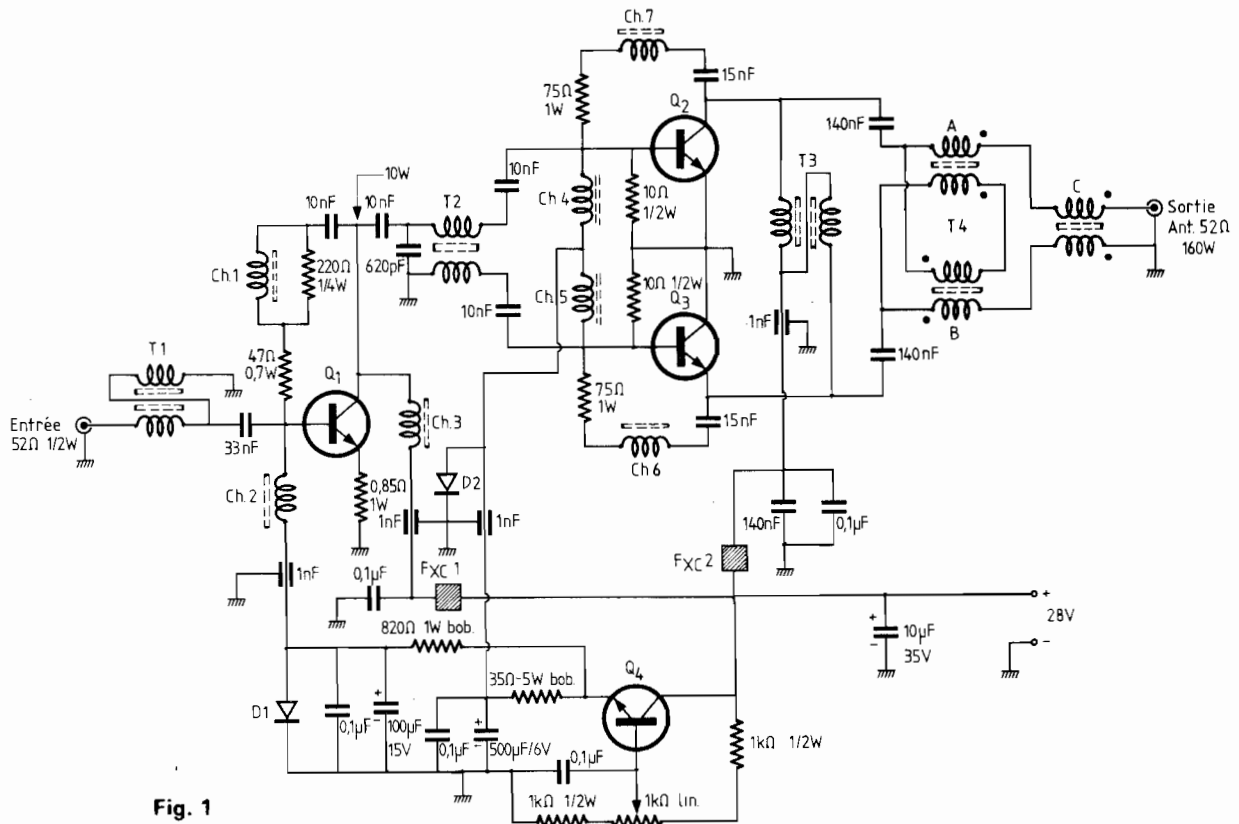 Ch.7
15nF
75Ω
1W
Q2
140nF
A
10W
10nF
10nF
T2
10nF
Ch.4
10Ω
1/2W
T3
C
Sortie
Ant. 52Ω
160W
T4
Ch.1
220Ω
1/4W
620pF
Ch.5
10Ω 1/2W
Q3
10nF
1nF
B
T1
47Ω
0,7W
Q1
75Ω
1W
140nF
Entrée
52Ω 1/2W
33nF
Ch.3
15nF
Ch 6
Ch.2
0,85Ω
1W
D2
1nF
1nF
140nF
0,1µF
1nF
0,1µF
FXC 1
FXC 2
+
28V
-
820Ω 1W bob.
+
-
10µF
35V
35Ω-5W bob.
Q4
D1
0,1µF
+
-
100µF
15V
0,1µF
+
-
500µF/6V
0,1µF
1kΩ 1/2W
1kΩ 1/2W
1kΩ lin.
Fig. 1